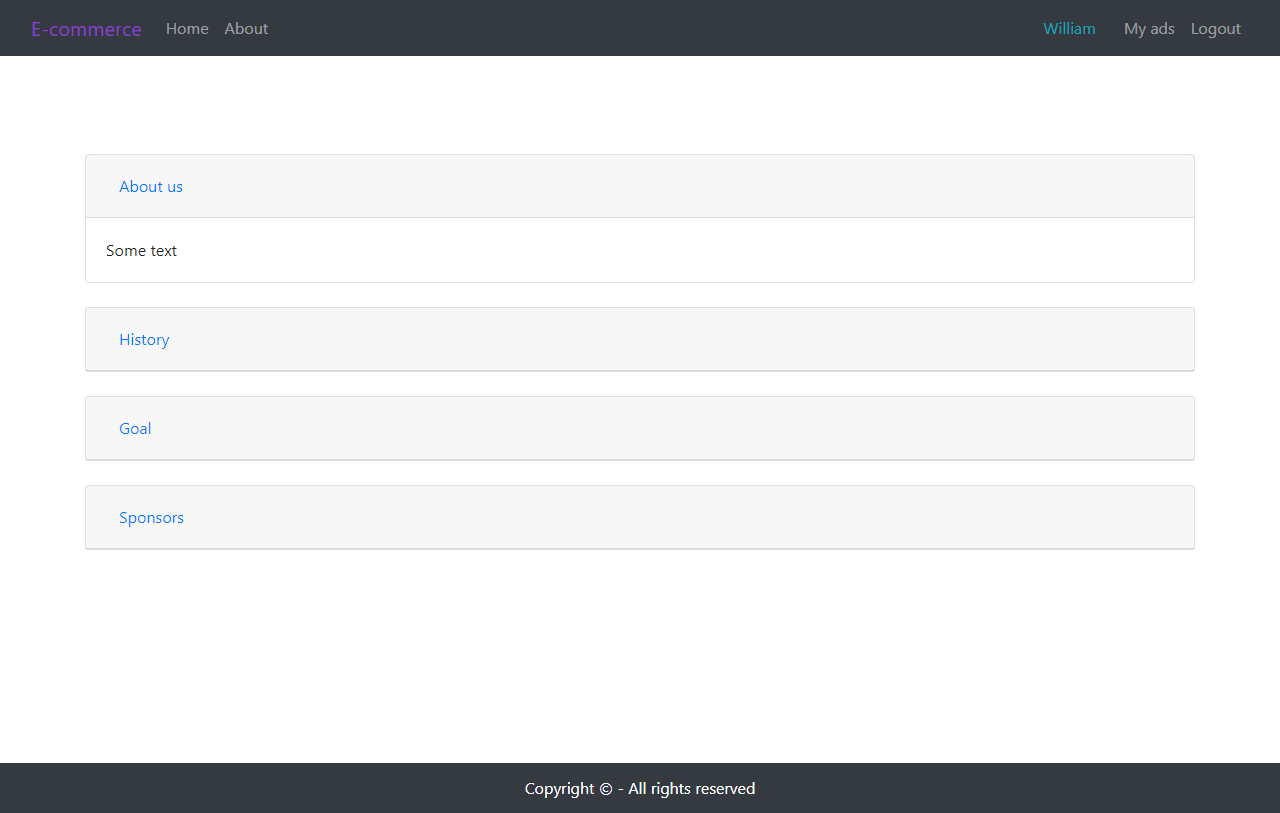 E-commerce Home About William My ads Logout
About us
Some text
History
Goal
Sponsors
Copyright © - All rights reserved